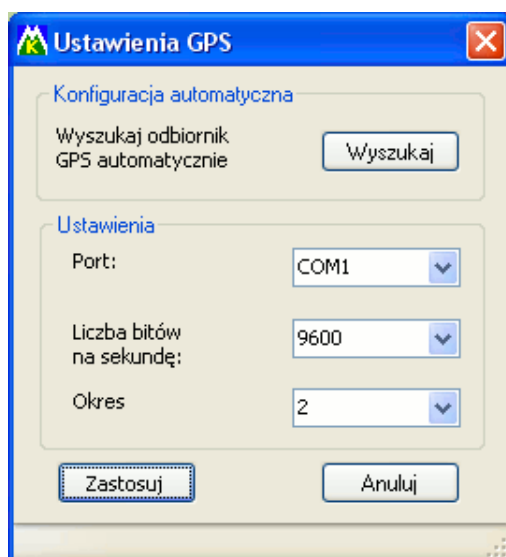 Ustawienia GPS
Konfiguracja automatyczna
Wyszukaj odbiornik
GPS automatycznie
Wyszukaj
Ustawienia
Port:
COM1
Liczba bitów
na sekundę:
9600
Okres
2
Zastosuj
Anuluj